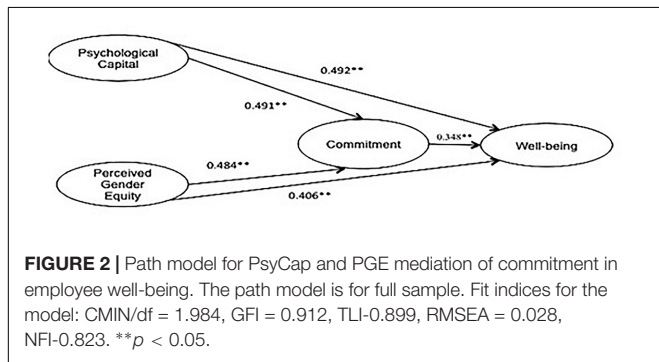 Psychological
Capital
0.492**
0.491**
Commitment
0.348**
Well-being
0.484**
Perceived
Gender
Equity
0.406**
FIGURE 2 | Path model for PsyCap and PGE mediation of commitment in
employee well-being. The path model is for full sample. Fit indices for the
model: CMIN/df = 1.984, GFI = 0.912, TLI-0.899, RMSEA = 0.028,
NFI-0.823. **p < 0.05.